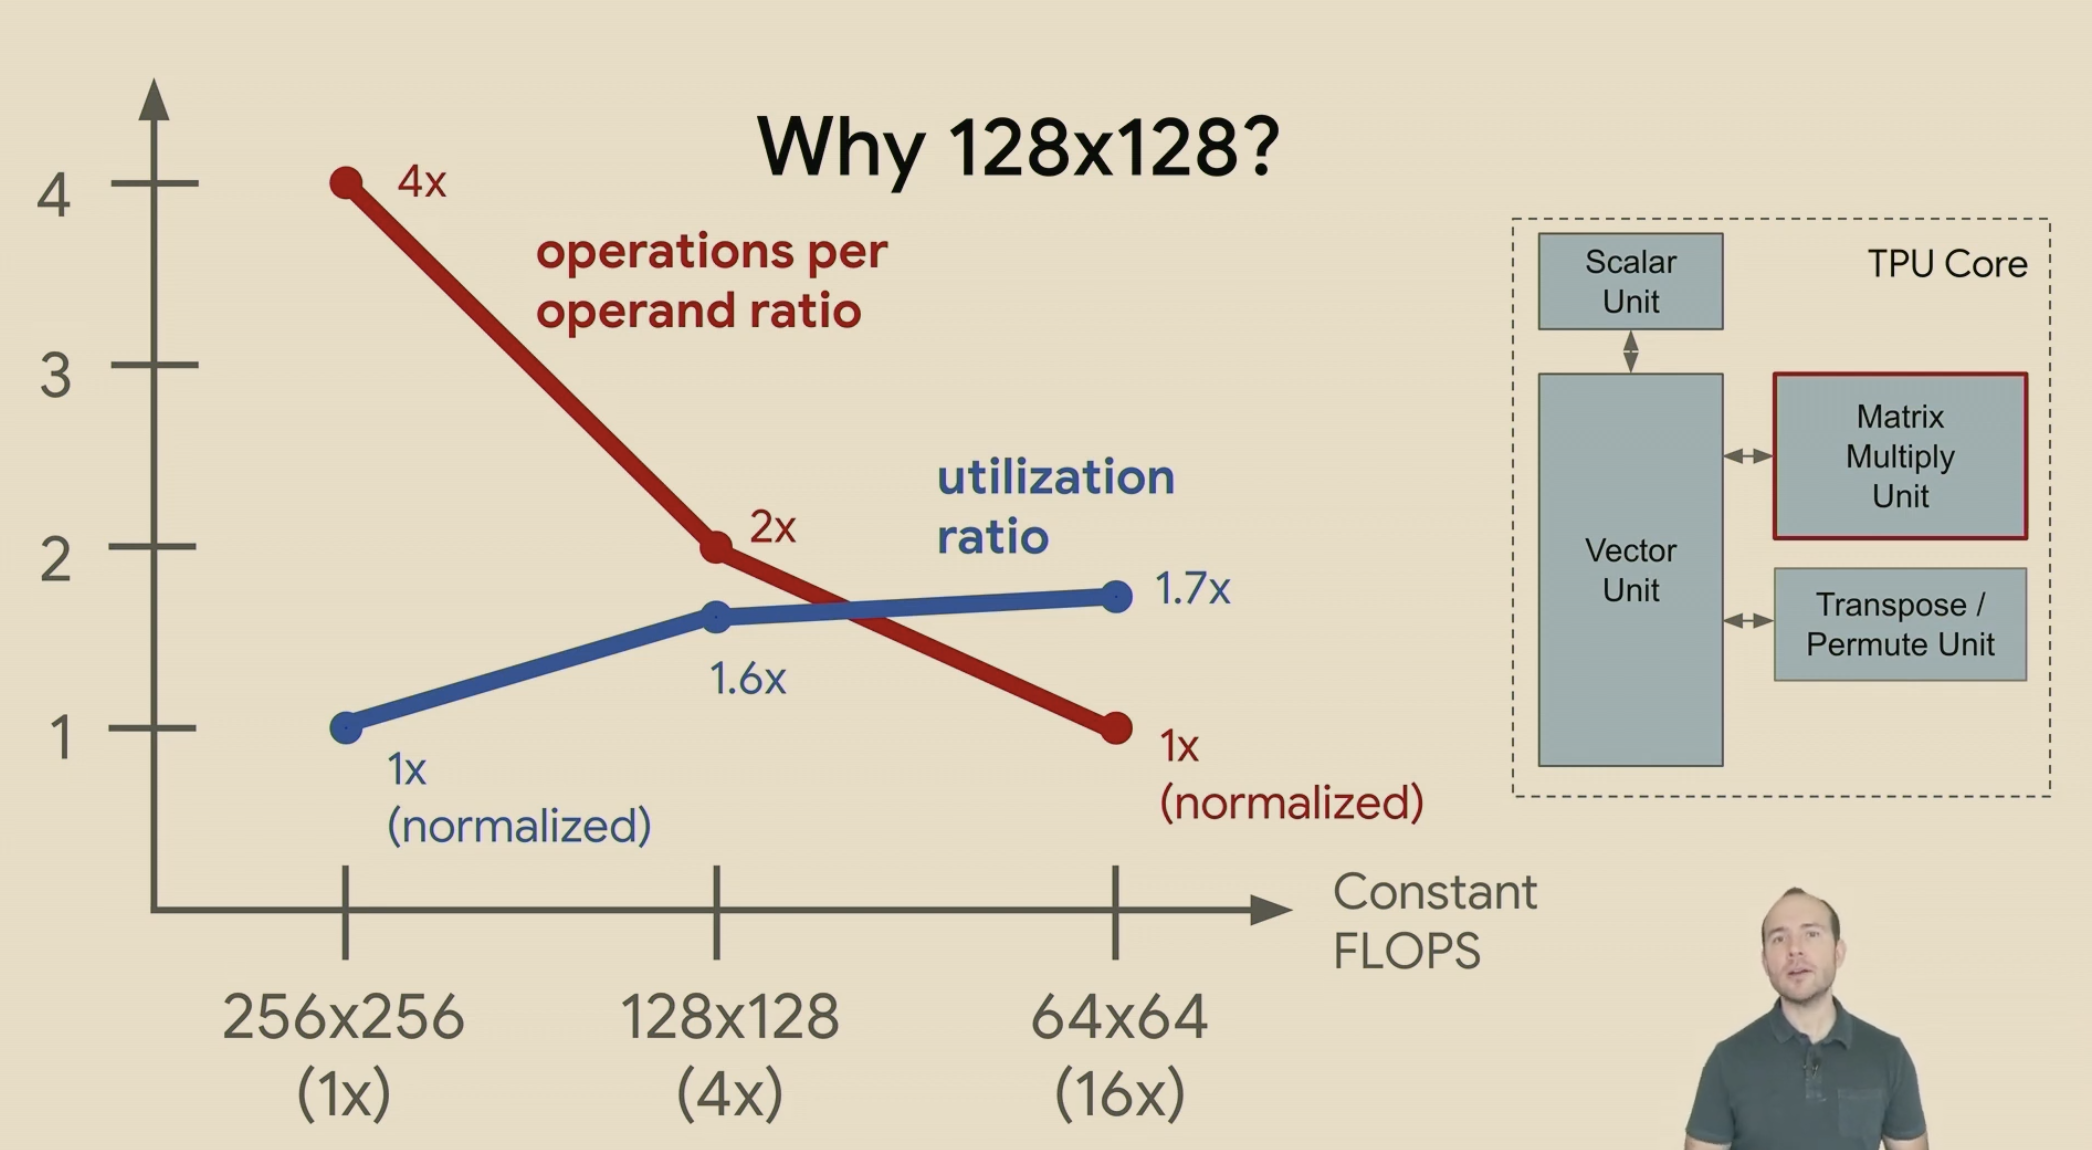 Why 128x128?
4
3
2
1
4x
operations per
operand ratio
2x
utilization
ratio
1.7x
1.6x
1x
(normalized)
1x
(normalized)
Constant
FLOPS
256x256
(1x)
128x128
(4x)
64x64
(16x)
TPU Core
Scalar
Unit
Vector
Unit
Matrix
Multiply
Unit
Transpose /
Permute Unit